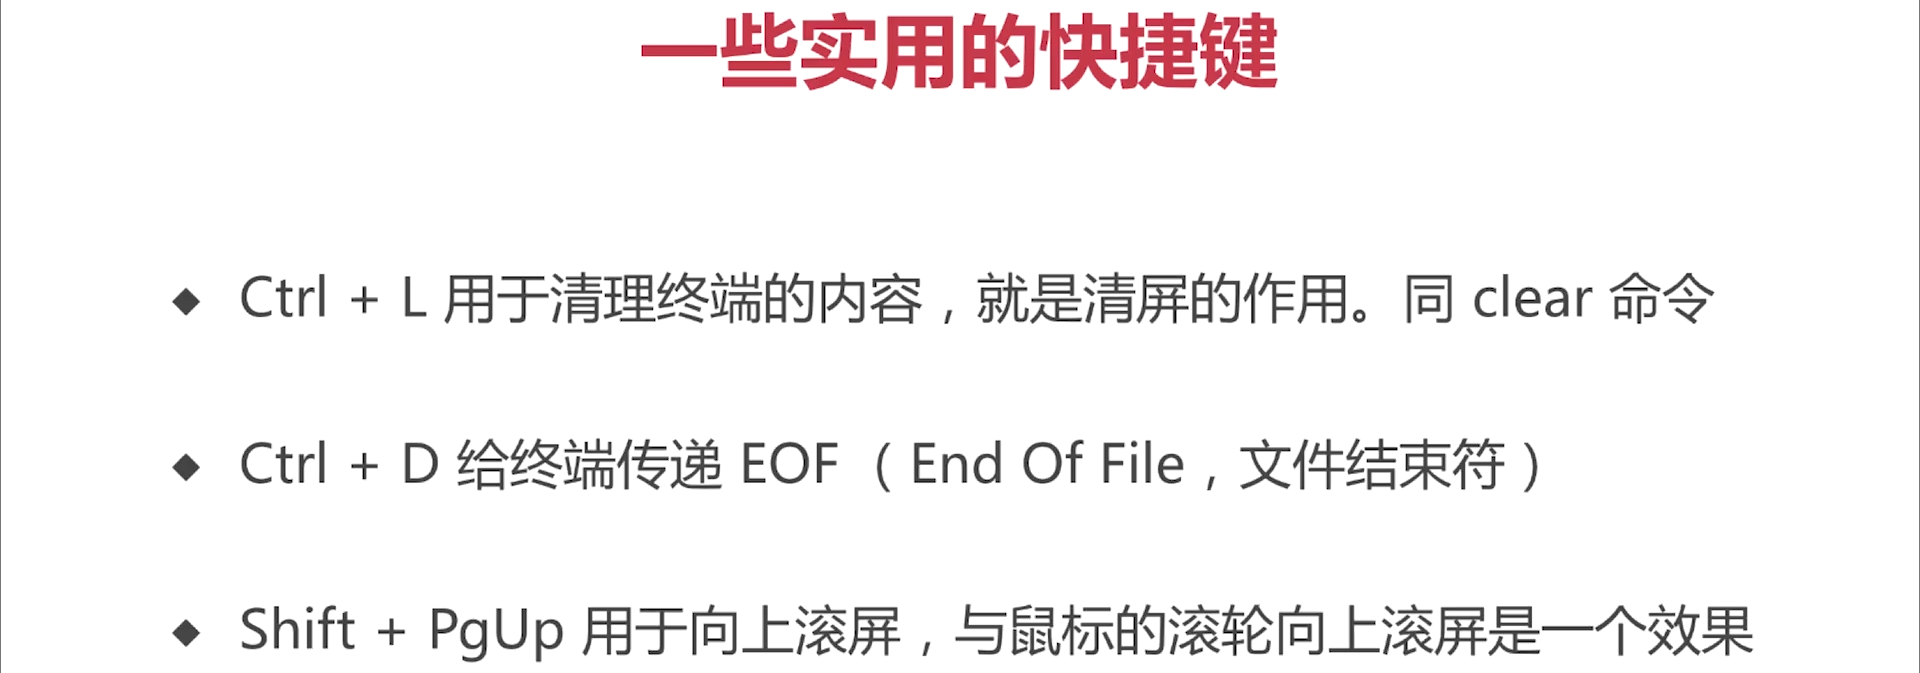 一些实用的快捷键
◆ Ctrl + L 用于清理终端的内容，就是清屏的作用。同 clear 命令
◆ Ctrl + D 给终端传递 EOF（End Of File，文件结束符）
◆ Shift + PgUp 用于向上滚屏，与鼠标的滚轮向上滚屏是一个效果